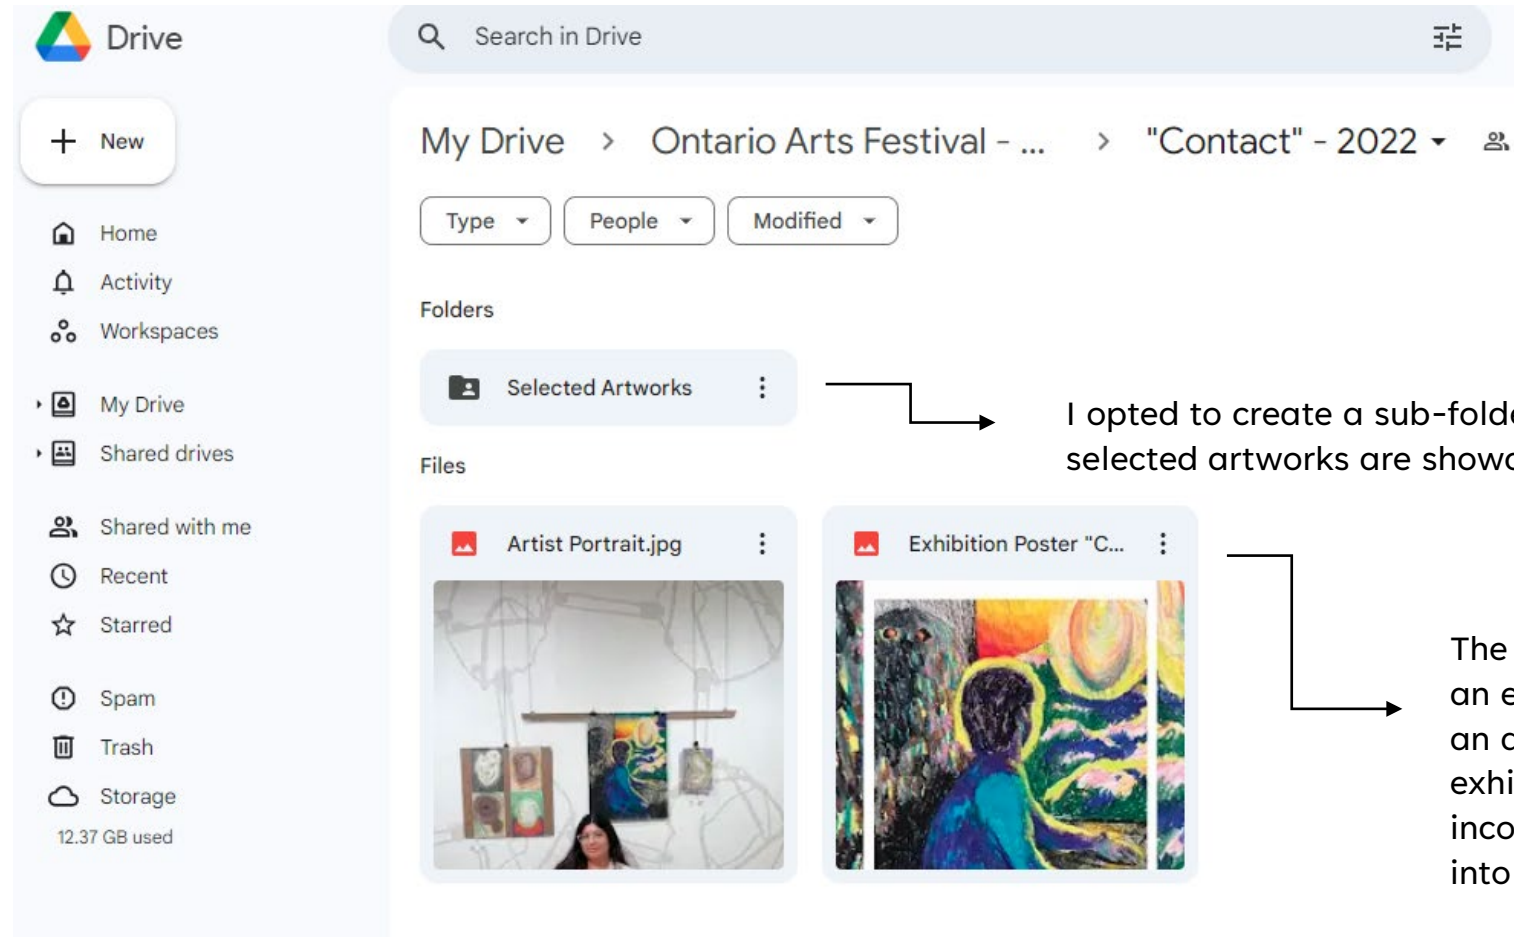 Drive
Search in Drive
New
My Drive > Ontario Arts Festival - ... > "Contact" - 2022
Type
People
Modified
Home
Activity
Workspaces
My Drive
Shared drives
Shared with me
Recent
Starred
Spam
Trash
Storage
12.37 GB used
Folders
Selected Artworks
I opted to create a sub-folde
selected artworks are showc
Files
Artist Portrait.jpg
Exhibition Poster "C...
The
an e
an
exhi
inco
into